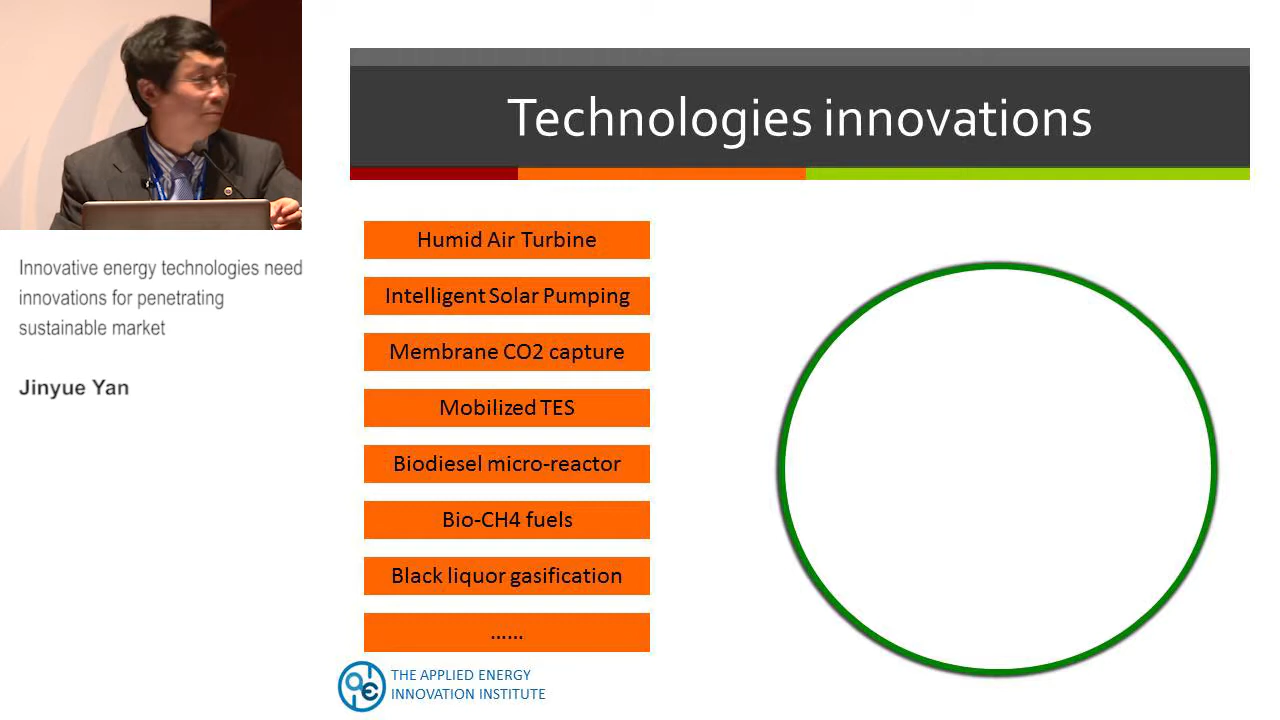 Technologies innovations
Innovative energy technologies need
innovations for penetrating
sustainable market
Jinyue Yan
Humid Air Turbine
Intelligent Solar Pumping
Membrane CO2 capture
Mobilized TES
Biodiesel micro-reactor
Bio-CH4 fuels
Black liquor gasification
......
THE APPLIED ENERGY
INNOVATION INSTITUTE